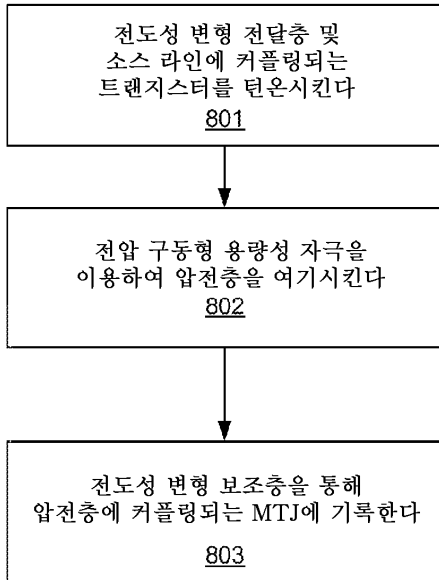 전도성 변형 전달층 및
소스 라인에 커플링되는
트랜지스터를 턴온시킨다
801
전압 구동형 용량성 자극을
이용하여 압전층을 여기시킨다
802
전도성 변형 보조층을 통해
압전층에 커플링되는 MTJ에 기록한다
803